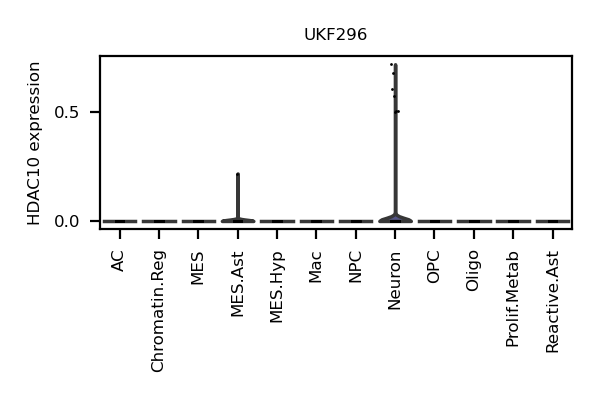 UKF296
HDAC10 expression
0.5
0.0
AC
Chromatin.Reg
MES
MES.Ast
MES.Hyp
Mac
NPC
Neuron
OPC
Oligo
Prolif.Metab
Reactive.Ast